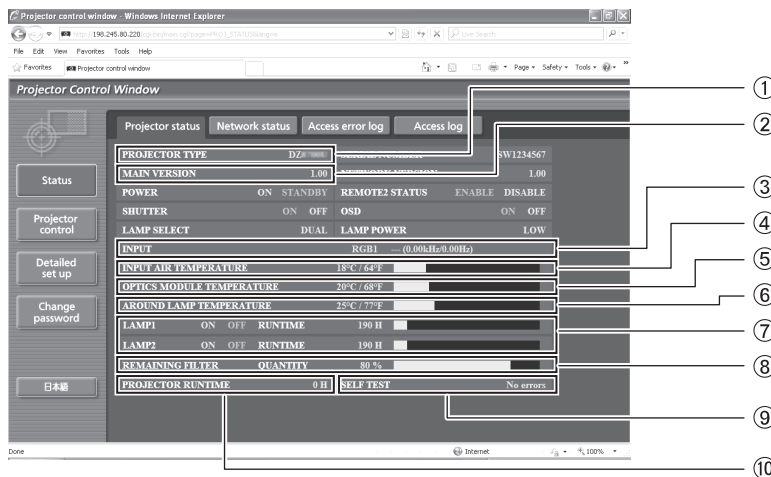 Projector control window - Windows Internet Explorer
http://198.245.80.220/cgi-bin/main.cgi?page=PROJ_STATUS&lang=e
Live Search
File Edit View Favorites Tools Help
Favorites Projector control window Page Safety Tools
Projector Control Window
Projector status Network status Access error log Access log
PROJECTOR TYPE DZ SW1234567
MAIN VERSION 1.00 NETWORK VERSION 1.00
POWER ON STANDBY REMOTE2 STATUS ENABLE DISABLE
SHUTTER ON OFF OSD ON OFF
LAMP SELECT DUAL LAMP POWER LOW
INPUT RGB1 — (0.00kHz/0.00Hz)
INPUT AIR TEMPERATURE 18°C / 64°F
OPTICS MODULE TEMPERATURE 20°C / 68°F
AROUND LAMP TEMPERATURE 25°C / 77°F
LAMP1 ON OFF RUNTIME 190 H
LAMP2 ON OFF RUNTIME 190 H
REMAINING FILTER QUANTITY 80 %
PROJECTOR RUNTIME 0 H SELF TEST No errors
Status
Projector
control
Detailed
set up
Change
password
日本語
Done Internet 100%
①
②
③
④
⑤
⑥
⑦
⑧
⑨
⑩